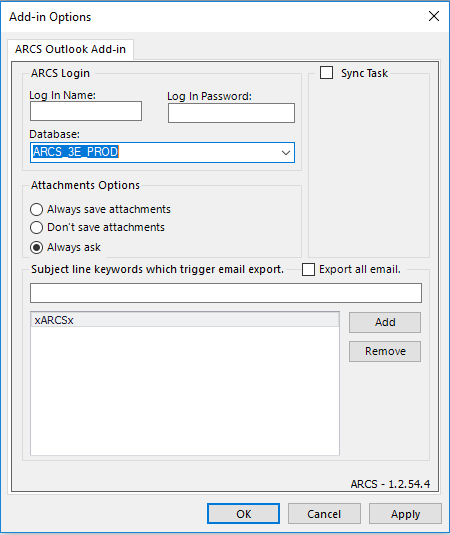 Add-in Options
ARCS Outlook Add-in
ARCS Login
Sync Task
Log In Name:
Log In Password:
Database:
ARCS_3E_PROD
Attachments Options
Always save attachments
Don't save attachments
Always ask
Subject line keywords which trigger email export.
Export all email.
xARCSx
Add
Remove
ARCS - 1.2.54.4
OK
Cancel
Apply